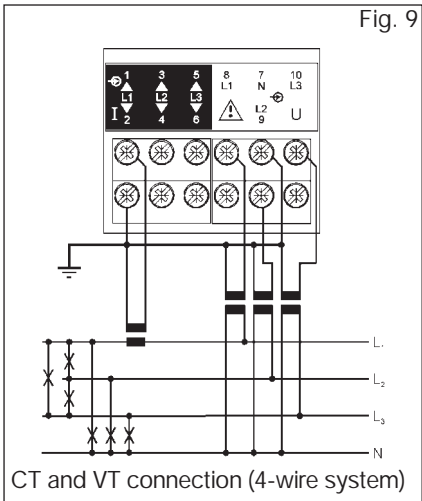 Fig. 9
1 3 5 8 7 10
L1 N L3
L1 L2 L3
I U
L2
2 4 6 9
L₁
L₂
L₃
N
CT and VT connection (4-wire system)